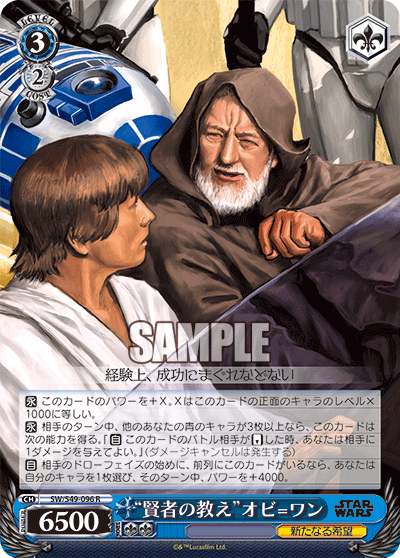 LEVEL
3
2
COST
SAMPLE
経験上、成功にまぐれなどない
永 このカードのパワーを＋X。Xはこのカードの正面のキャラのレベル×
1000に等しい。
永 相手のターン中、他のあなたの青のキャラが3枚以上なら、このカードは
次の能力を得る。『自 このカードのバトル相手が した時、あなたは相手に
1ダメージを与えてよい。』（ダメージキャンセルは発生する）
自 相手のドローフェイズの始めに、前列にこのカードがいるなら、あなたは
自分のキャラを1枚選び、そのターン中、パワーを＋4000。
CH
SW/S49-096 R
6500
“賢者の教え”オビ=ワン
新たなる希望
STAR
WARS
©&™Lucasfilm Ltd.